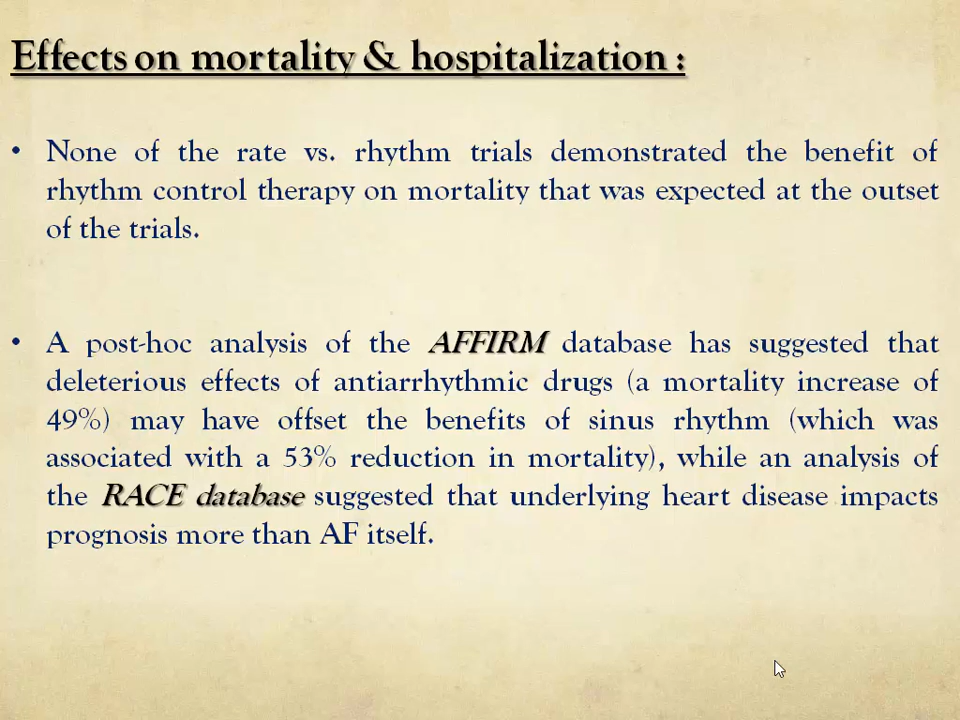 Effects on mortality & hospitalization :
• None of the rate vs. rhythm trials demonstrated the benefit of
rhythm control therapy on mortality that was expected at the outset
of the trials.
• A post-hoc analysis of the AFFIRM database has suggested that
deleterious effects of antiarrhythmic drugs (a mortality increase of
49%) may have offset the benefits of sinus rhythm (which was
associated with a 53% reduction in mortality), while an analysis of
the RACE database suggested that underlying heart disease impacts
prognosis more than AF itself.